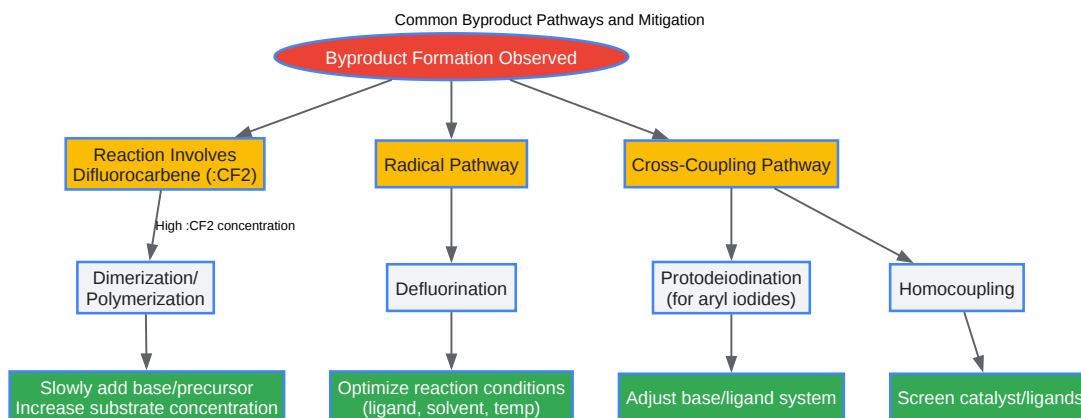 Common Byproduct Pathways and Mitigation
Byproduct Formation Observed
Reaction Involves
Difluorocarbene (:CF2)
Radical Pathway
Cross-Coupling Pathway
High :CF2 concentration
Dimerization/
Polymerization
Defluorination
Protodeiodination
(for aryl iodides)
Homocoupling
Slowly add base/precursor
Increase substrate concentration
Optimize reaction conditions
(ligand, solvent, temp)
Adjust base/ligand system
Screen catalyst/ligands